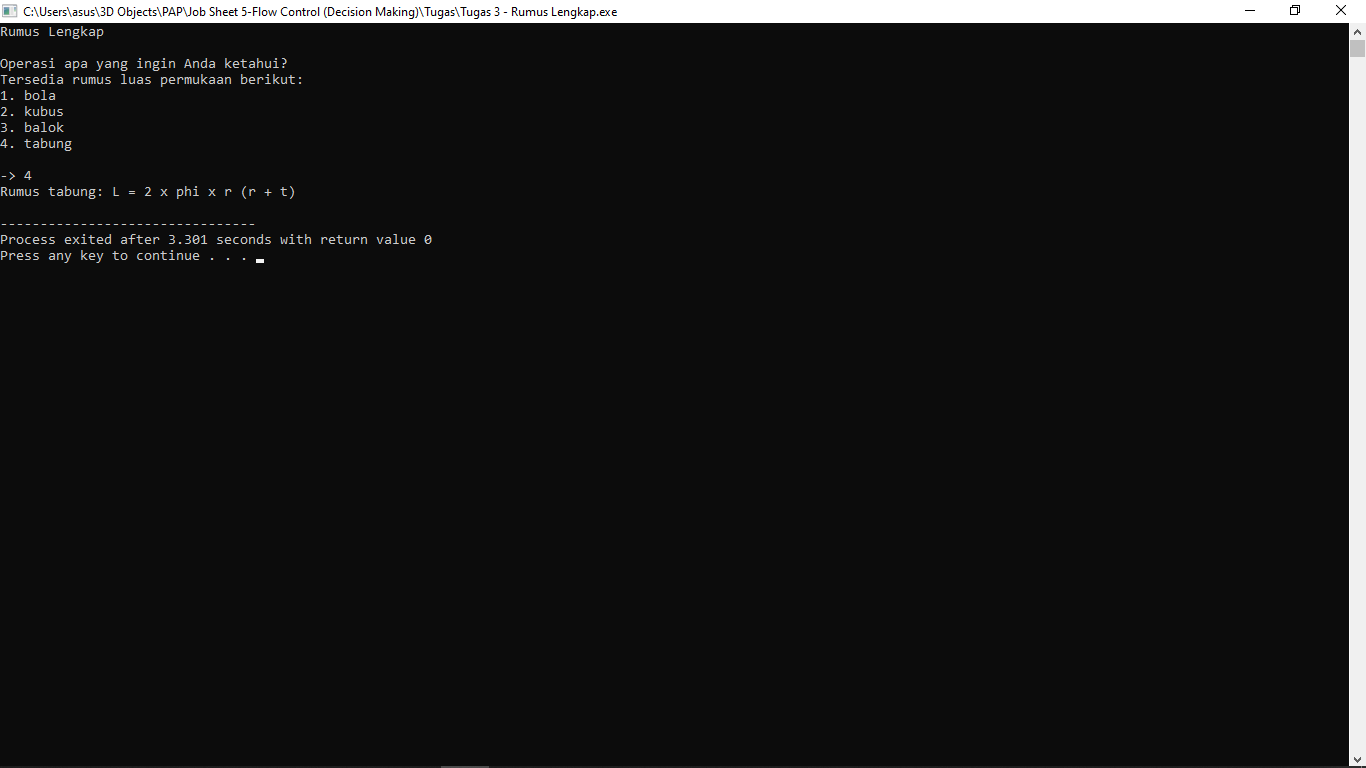 C:\Users\asus\3D Objects\PAP\Job Sheet 5-Flow Control (Decision Making)\Tugas\Tugas 3 - Rumus Lengkap.exe
Rumus Lengkap
Operasi apa yang ingin Anda ketahui?
Tersedia rumus luas permukaan berikut:
1. bola
2. kubus
3. balok
4. tabung
-> 4
Rumus tabung: L = 2 x phi x r (r + t)
--------------------------------
Process exited after 3.301 seconds with return value 0
Press any key to continue . . .